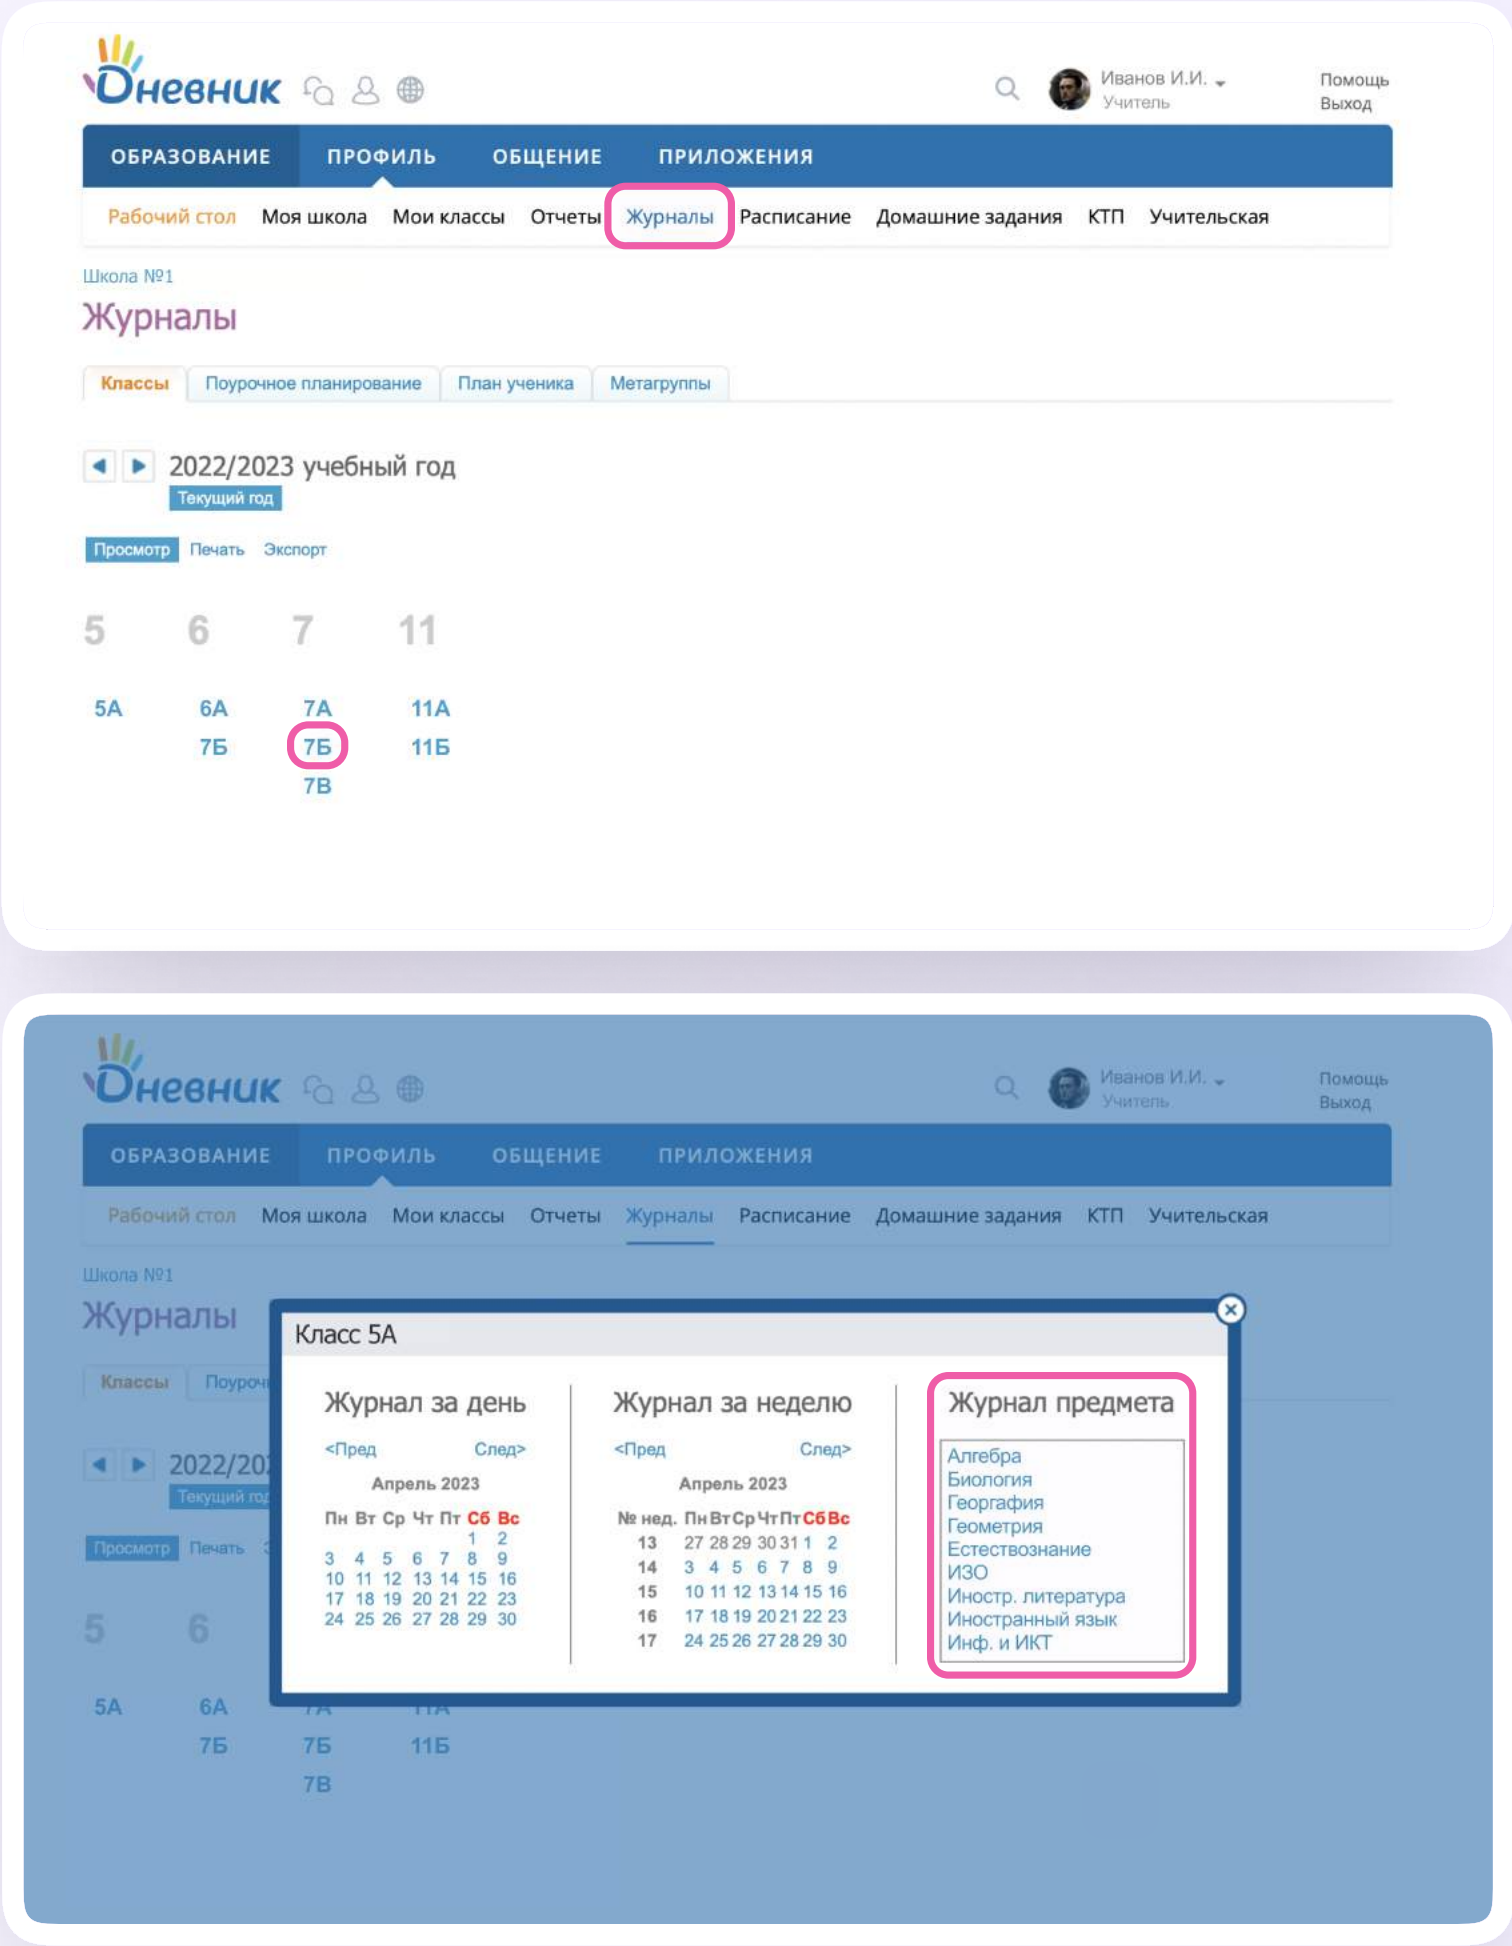 Дневник
Иванов И.И.
Учитель
Помощь
Выход
ОБРАЗОВАНИЕ ПРОФИЛЬ ОБЩЕНИЕ ПРИЛОЖЕНИЯ
Рабочий стол Моя школа Мои классы Отчеты Журналы Расписание Домашние задания КТП Учительская
Школа №1
Журналы
Классы Поурочное планирование План ученика Метагруппы
2022/2023 учебный год
Текущий год
Просмотр Печать Экспорт
5 6 7 11
5А 6А 7А 11А
7Б 7Б 11Б
7В
Дневник
Иванов И.И.
Учитель
Помощь
Выход
ОБРАЗОВАНИЕ ПРОФИЛЬ ОБЩЕНИЕ ПРИЛОЖЕНИЯ
Рабочий стол Моя школа Мои классы Отчеты Журналы Расписание Домашние задания КТП Учительская
Школа №1
Журналы
Классы Поуроч
2022/20
Текущий год
Просмотр Печать
5 6
5А 6А 7А 11А
7Б 7Б 11Б
7В
Класс 5А
Журнал за день
<Пред След>
Апрель 2023
Пн Вт Ср Чт Пт Сб Вс
1 2
3 4 5 6 7 8 9
10 11 12 13 14 15 16
17 18 19 20 21 22 23
24 25 26 27 28 29 30
Журнал за неделю
<Пред След>
Апрель 2023
№ нед. Пн Вт Ср Чт Пт Сб Вс
13 27 28 29 30 31 1 2
14 3 4 5 6 7 8 9
15 10 11 12 13 14 15 16
16 17 18 19 20 21 22 23
17 24 25 26 27 28 29 30
Журнал предмета
Алгебра
Биология
Георгафия
Геометрия
Естествознание
ИЗО
Иностр. литература
Иностранный язык
Инф. и ИКТ